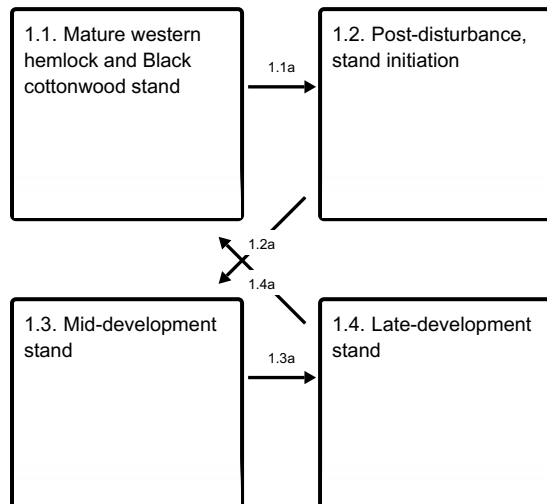 1.1. Mature western
hemlock and Black
cottonwood stand
1.1a
1.2. Post-disturbance,
stand initiation
1.2a
1.4a
1.3. Mid-development
stand
1.3a
1.4. Late-development
stand